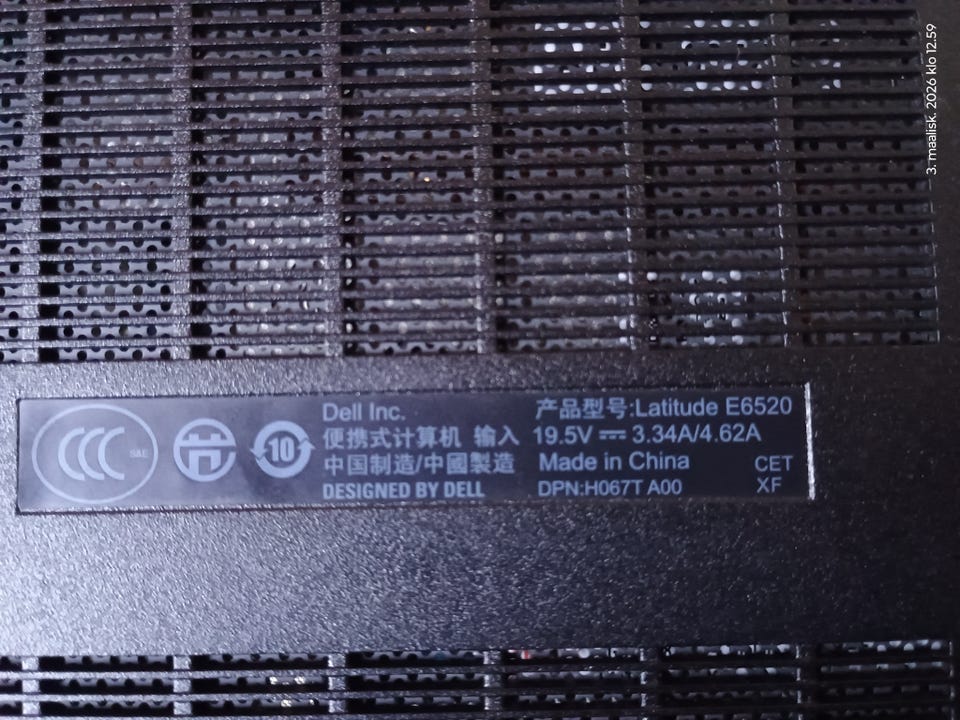 3. maalisk. 2026 klo 12.59
CCC S&E
节
10
Dell Inc.
产品型号:Latitude E6520
便携式计算机 输入 19.5V ⎓ 3.34A/4.62A
中国制造/中國製造 Made in China
DESIGNED BY DELL DPN:H067T A00
CET
XF